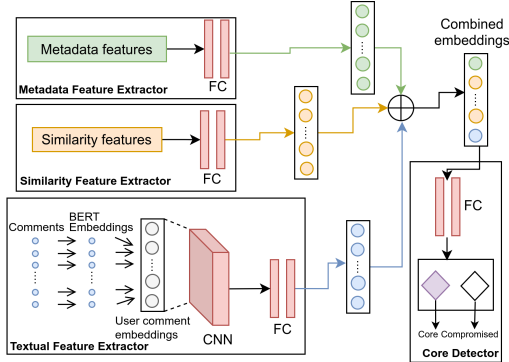 Metadata features
FC
Metadata Feature Extractor
Combined
embeddings
Similarity features
FC
Similarity Feature Extractor
FC
BERT
Comments Embeddings
User comment
embeddings
CNN
FC
Textual Feature Extractor
Core Compromised
Core Detector